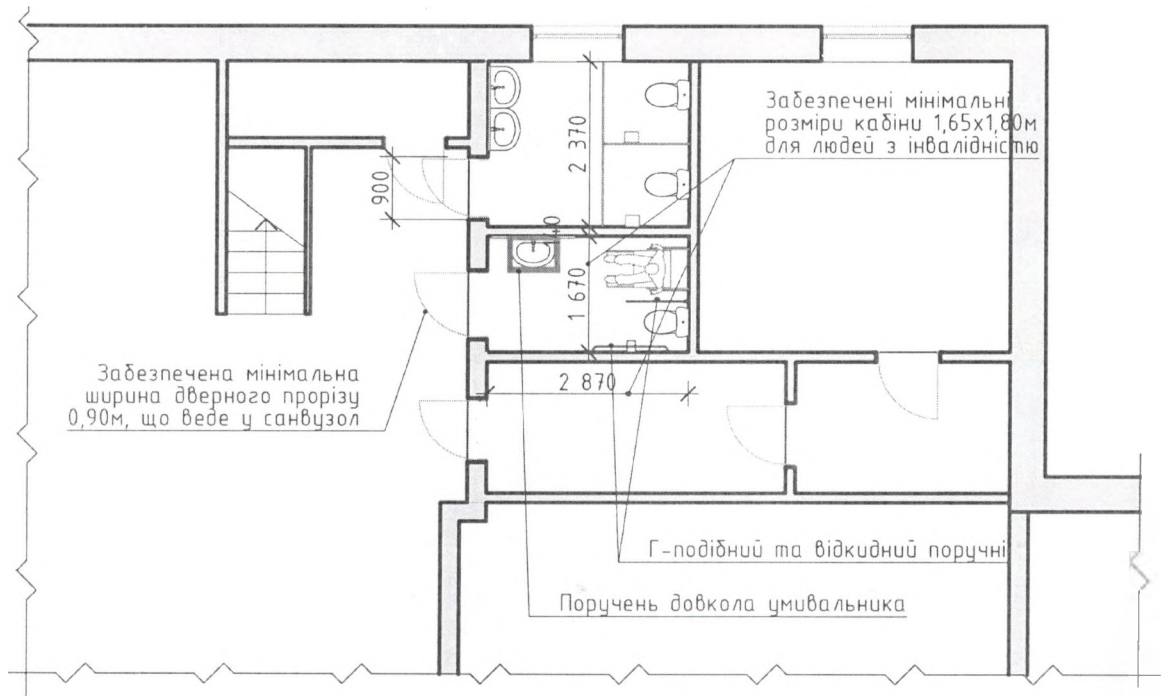 Забезпечені мінімальні
розміри кабіни 1,65х1,80м
для людей з інвалідністю
2 370
900
40
1 670
2 870
Забезпечена мінімальна
ширина дверного прорізу
0,90м, що веде у санвузол
Г-подібний та відкидний поручні
Поручень довкола умивальника